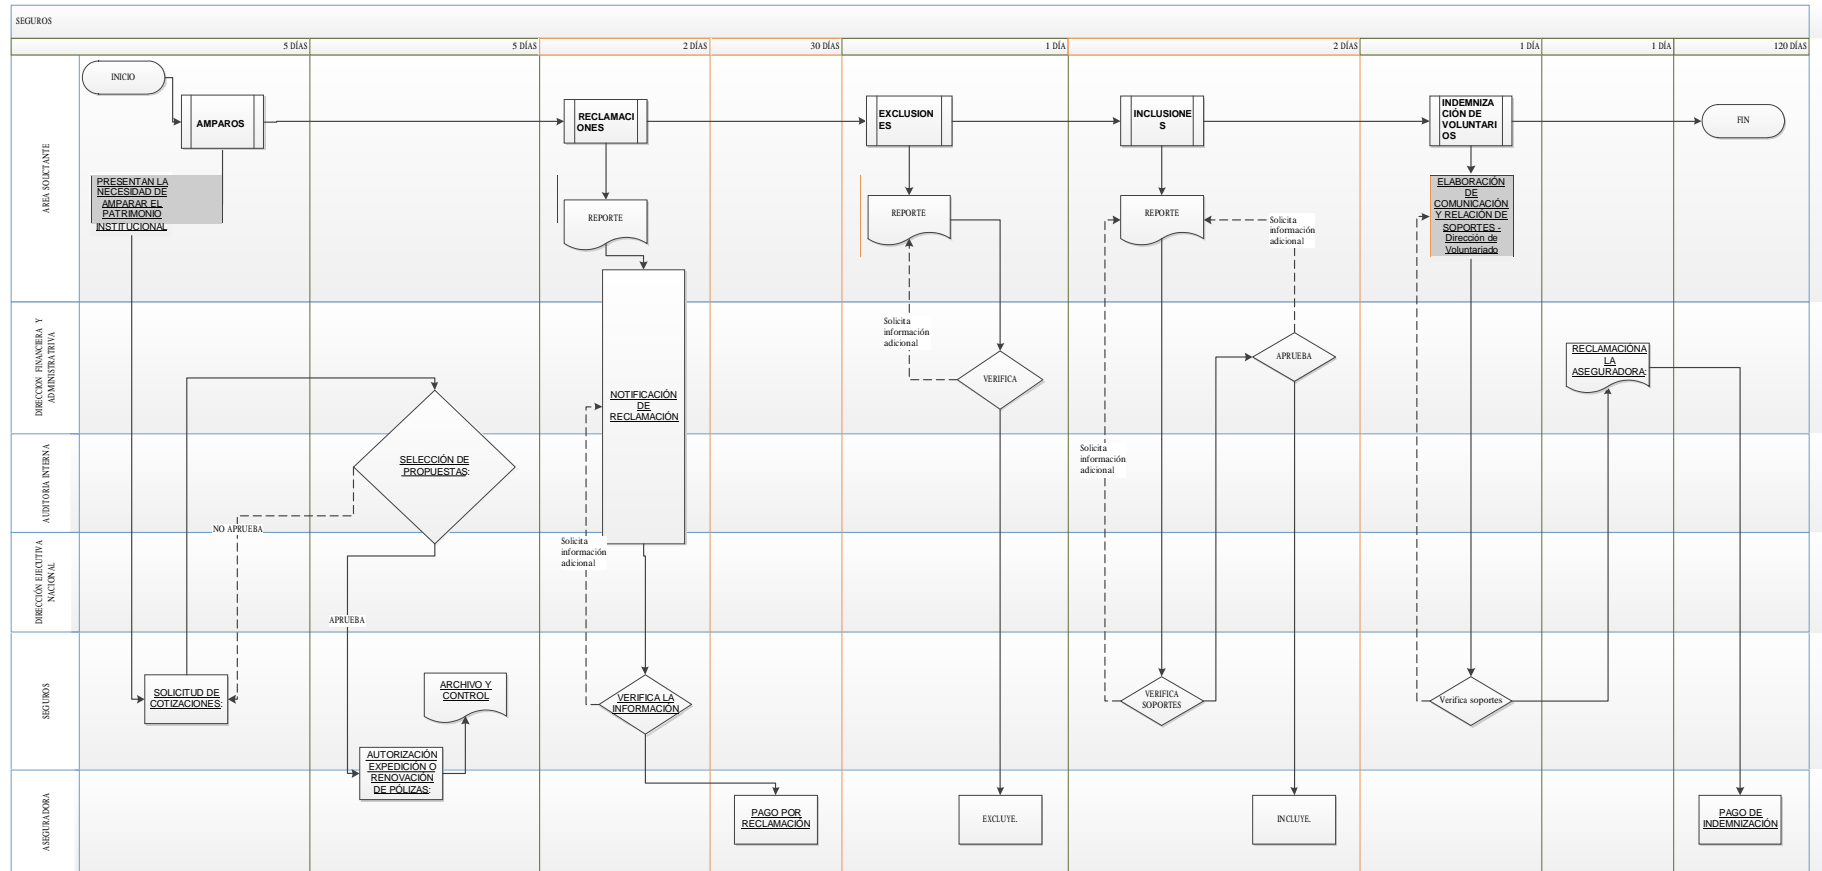 SEGUROS
5 DÍAS
5 DÍAS
2 DÍAS
30 DÍAS
1 DÍA
2 DÍAS
1 DÍA
1 DÍA
120 DÍAS
AREA SOLICTANTE
INICIO
AMPAROS
RECLAMACI
ONES
EXCLUSION
ES
INCLUSIONE
S
INDEMNIZA
CIÓN DE
VOLUNTARI
OS
FIN
PRESENTAN LA
NECESIDAD DE
AMPARAR EL
PATRIMONIO
INSTITUCIONAL
REPORTE
REPORTE
REPORTE
Solicita
información
adicional
ELABORACIÓN
DE
COMUNICACIÓN
Y RELACIÓN DE
SOPORTES -
Dirección de
Voluntariado
DIRECCION FINANCIERA Y
ADMINISTRATRIVA
NOTIFICACIÓN
DE
RECLAMACIÓN
Solicita
información
adicional
VERIFICA
APRUEBA
RECLAMACIÓNA
LA
ASEGURADORA:
AUDITORIA INTERNA
SELECCIÓN DE
PROPUESTAS:
NO APRUEBA
Solicita
información
adicional
DIRECCIÓN EJECUTIVA
NACIONAL
APRUEBA
Solicita
información
adicional
SEGUROS
SOLICITUD DE
COTIZACIONES:
ARCHIVO Y
CONTROL
AUTORIZACIÓN
EXPEDICIÓN O
RENOVACIÓN
DE PÓLIZAS:
VERIFICA LA
INFORMACIÓN
VERIFICA
SOPORTES
Verifica soportes
ASEGURADORA
PAGO POR
RECLAMACIÓN
EXCLUYE.
INCLUYE.
PAGO DE
INDEMNIZACIÓN